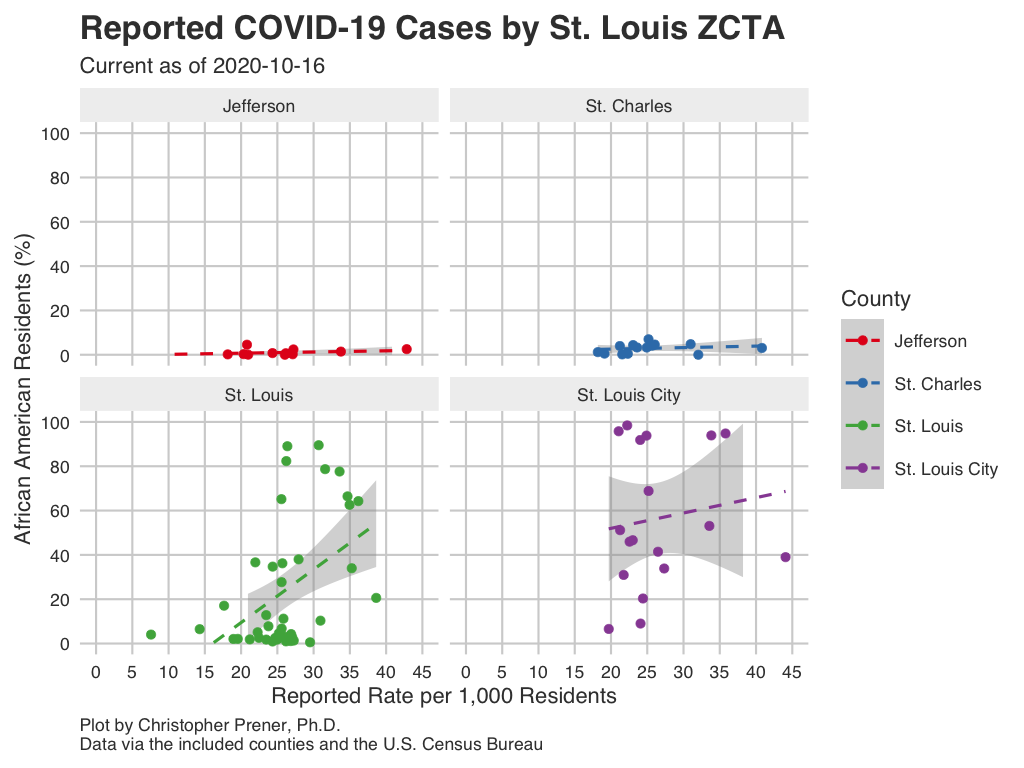 Reported COVID-19 Cases by St. Louis ZCTA
Current as of 2020-10-16
Jefferson
St. Charles
100
80
60
40
20
0
St. Louis
St. Louis City
100
80
60
40
20
0
African American Residents (%)
0 5 10 15 20 25 30 35 40 45
0 5 10 15 20 25 30 35 40 45
Reported Rate per 1,000 Residents
County
Jefferson
St. Charles
St. Louis
St. Louis City
Plot by Christopher Prener, Ph.D.
Data via the included counties and the U.S. Census Bureau